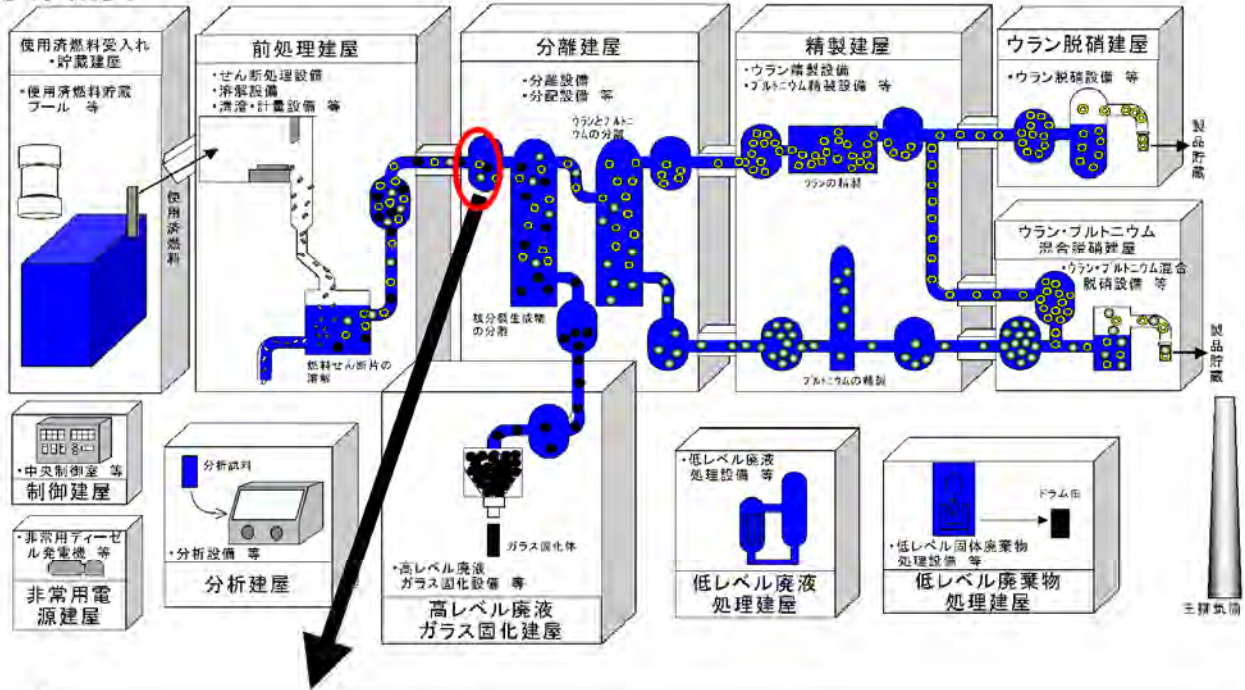 使用済燃料受入れ
・貯蔵建屋
・使用済燃料貯蔵
プール 等
使用済燃料
前処理建屋
・せん断処理設備
・溶解設備
・清澄・計量設備 等
燃料せん断片の
溶解
分離建屋
・分離設備
・分配設備 等
ウランとプルトニ
ウムの分離
核分裂生成物
の分離
精製建屋
・ウラン精製設備
・プルトニウム精製設備 等
ウランの精製
プルトニウムの精製
ウラン脱硝建屋
・ウラン脱硝設備 等
製品貯蔵
ウラン・プルトニウム
混合脱硝建屋
・ウラン・プルトニウム混合
脱硝設備 等
製品貯蔵
・中央制御室 等
制御建屋
・非常用ディーゼ
ル発電機 等
非常用電
源建屋
分析試料
・分析設備 等
分析建屋
ガラス固化体
・高レベル廃液
ガラス固化設備 等
高レベル廃液
ガラス固化建屋
・低レベル廃液
処理設備 等
低レベル廃液
処理建屋
ドラム缶
・低レベル固体廃棄物
処理設備 等
低レベル廃棄物
処理建屋
主排気筒